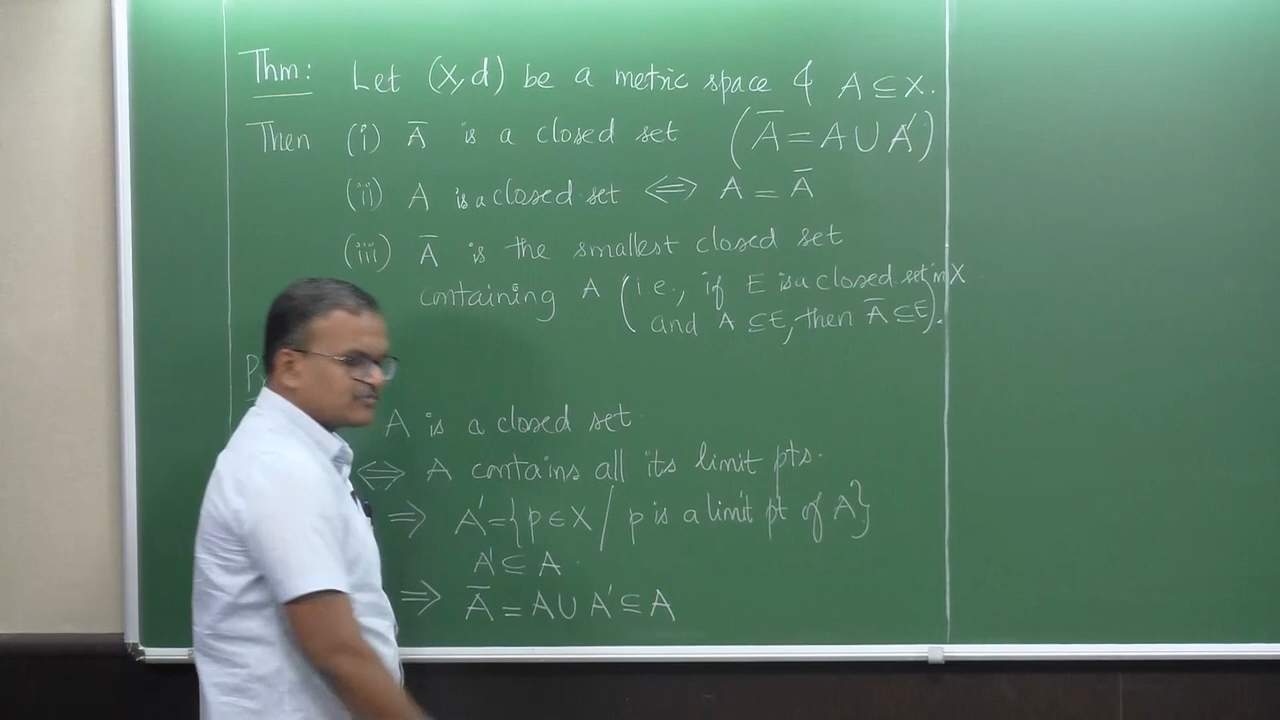 Thm: Let (X, d) be a metric space & A ⊆ X.
Then (i) A̅ is a closed set (A̅ = A ∪ A′)
(ii) A is a closed set ⇔ A = A̅
(iii) A̅ is the smallest closed set
containing A (i.e., if E is a closed set in X
and A ⊆ E, then A̅ ⊆ E).
A is a closed set
⇔ A contains all its limit pts.
⇒ A′ = {p ∈ X / p is a limit pt of A}
A′ ⊆ A
⇒ A̅ = A ∪ A′ ⊆ A